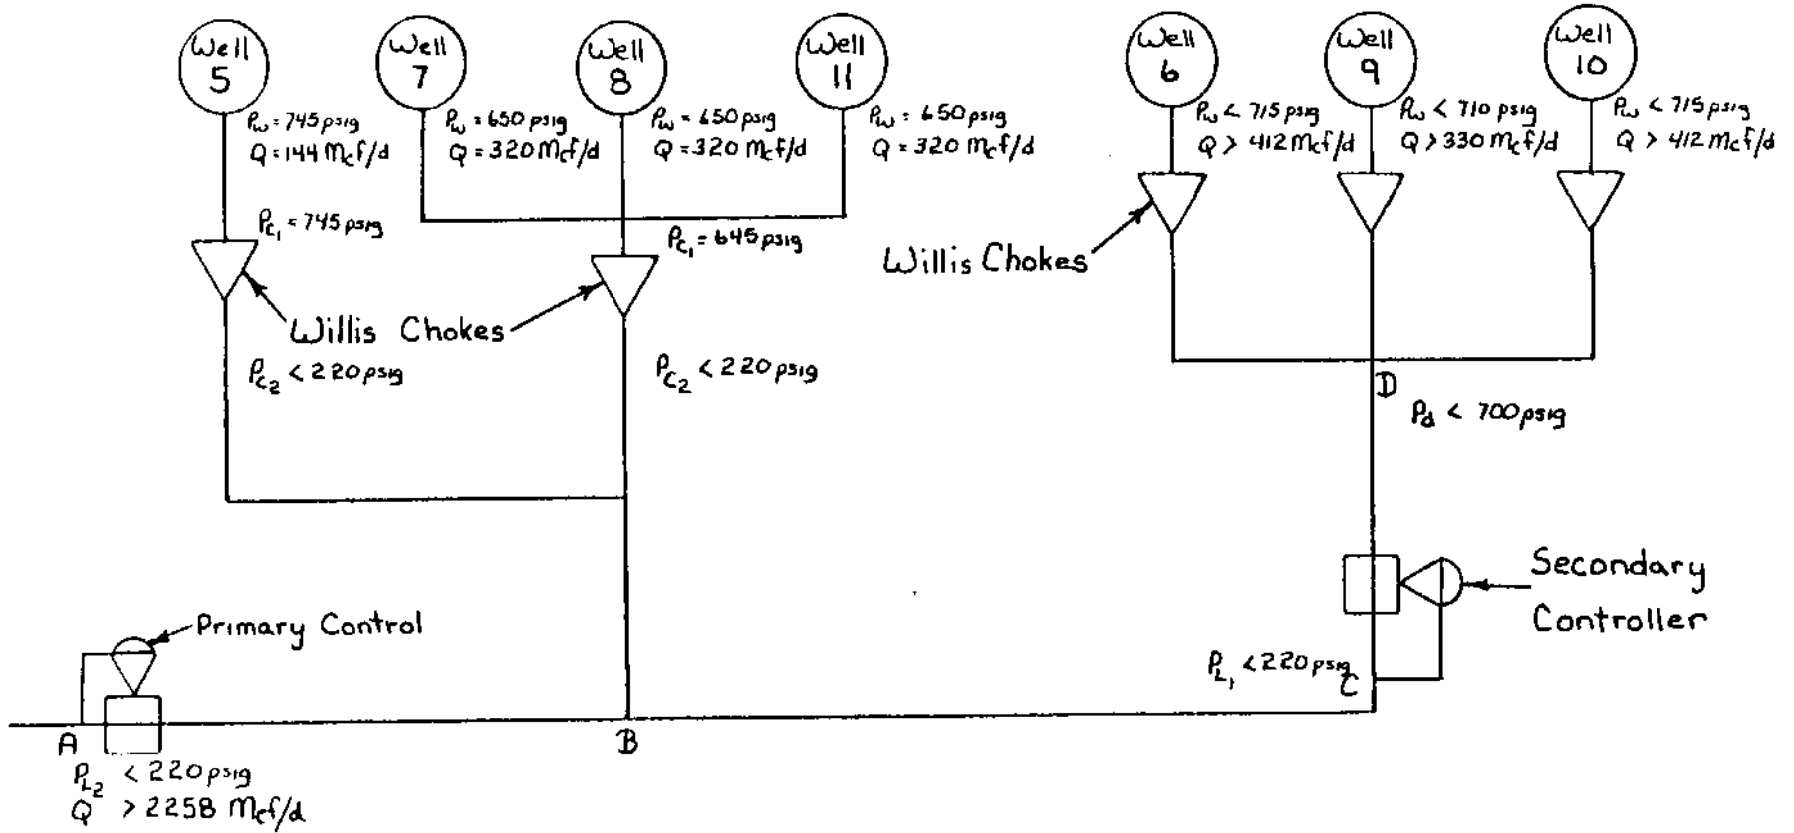 Well
5
Well
7
Well
8
Well
11
Well
6
Well
9
Well
10
Pw = 745 psig
Q = 144 Mcf/d
Pw = 650 psig
Q = 320 Mcf/d
Pw = 650 psig
Q = 320 Mcf/d
Pw = 650 psig
Q = 320 Mcf/d
Pw < 715 psig
Q > 412 Mcf/d
Pw < 710 psig
Q > 330 Mcf/d
Pw < 715 psig
Q > 412 Mcf/d
Pc1 = 745 psig
Pc1 = 645 psig
Willis Chokes
Willis Chokes
Pc2 < 220 psig
Pc2 < 220 psig
D
Pd < 700 psig
Secondary
Controller
Primary Control
PL1 < 220 psig
C
A
B
PL2 < 220 psig
Q > 2258 Mcf/d